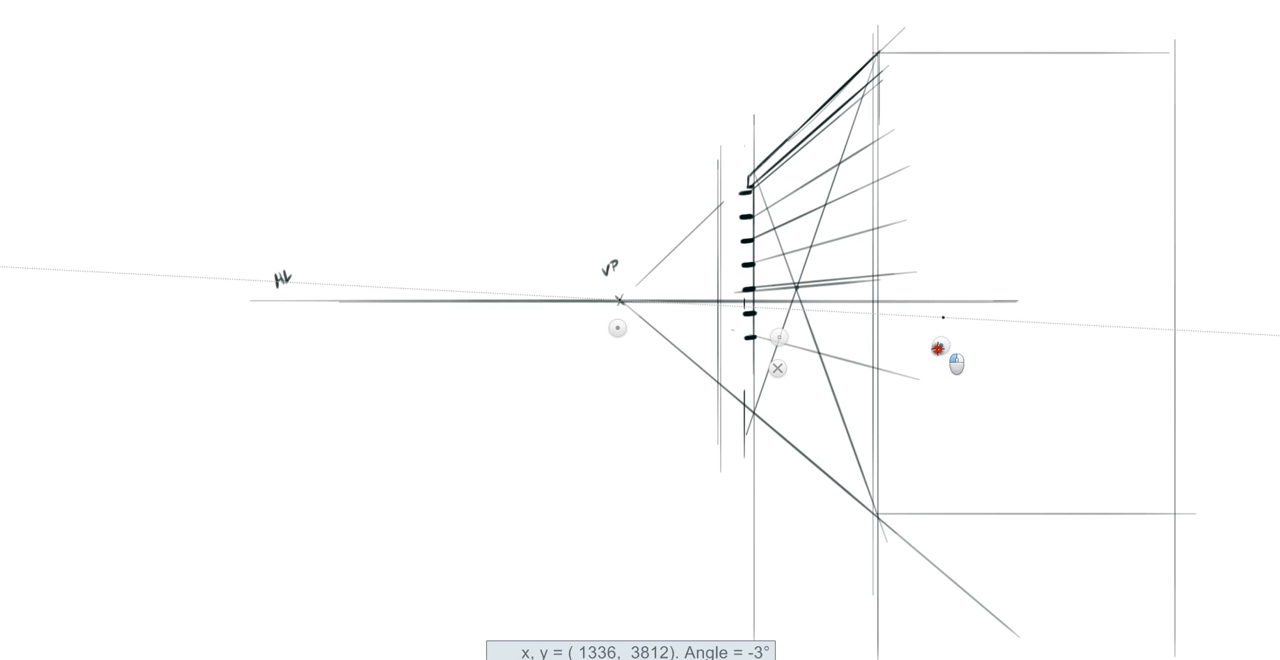 VP
HL
x, y = ( 1336,  3812). Angle = -3°